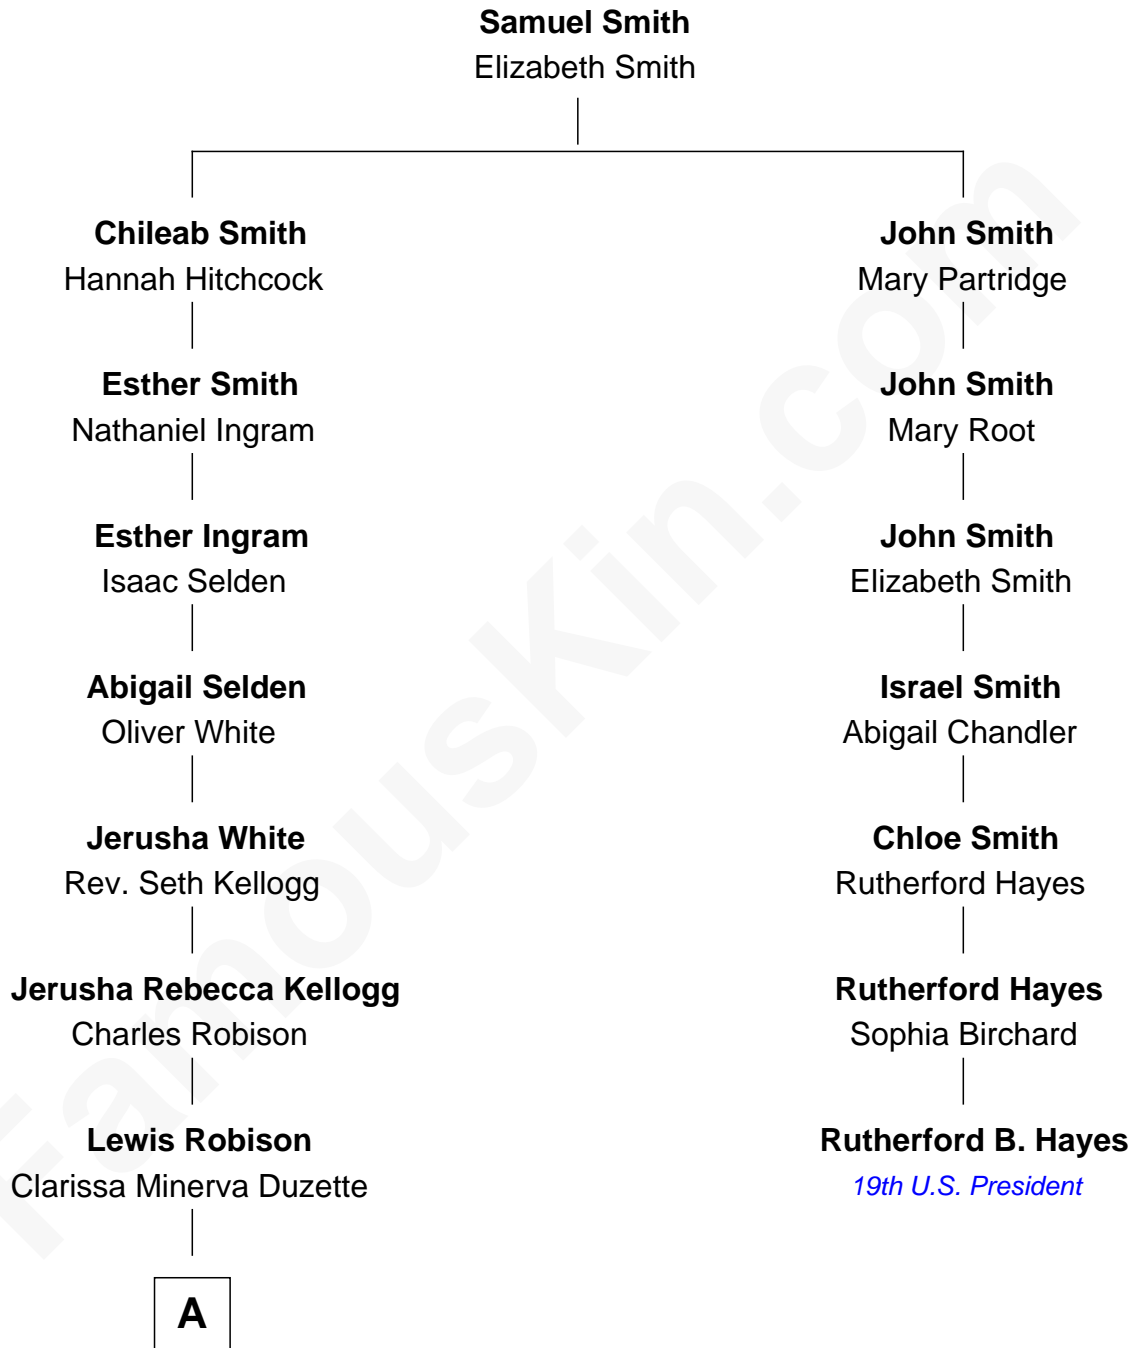 Samuel Smith
Elizabeth Smith
Chileab Smith
Hannah Hitchcock
John Smith
Mary Partridge
Esther Smith
Nathaniel Ingram
John Smith
Mary Root
Esther Ingram
Isaac Selden
John Smith
Elizabeth Smith
Abigail Selden
Oliver White
Israel Smith
Abigail Chandler
Jerusha White
Rev. Seth Kellogg
Chloe Smith
Rutherford Hayes
Jerusha Rebecca Kellogg
Charles Robison
Rutherford Hayes
Sophia Birchard
Lewis Robison
Clarissa Minerva Duzette
Rutherford B. Hayes
19th U.S. President
A
FamousKin.com